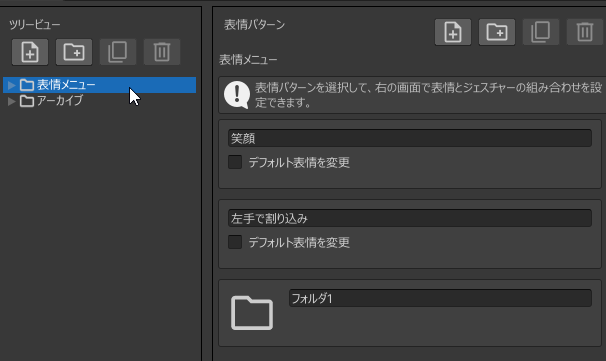 ツリービュー
表情メニュー
アーカイブ
表情パターン
表情メニュー
表情パターンを選択して、右の画面で表情とジェスチャーの組み合わせを設
定できます。
笑顔
デフォルト表情を変更
左手で割り込み
デフォルト表情を変更
フォルダ1